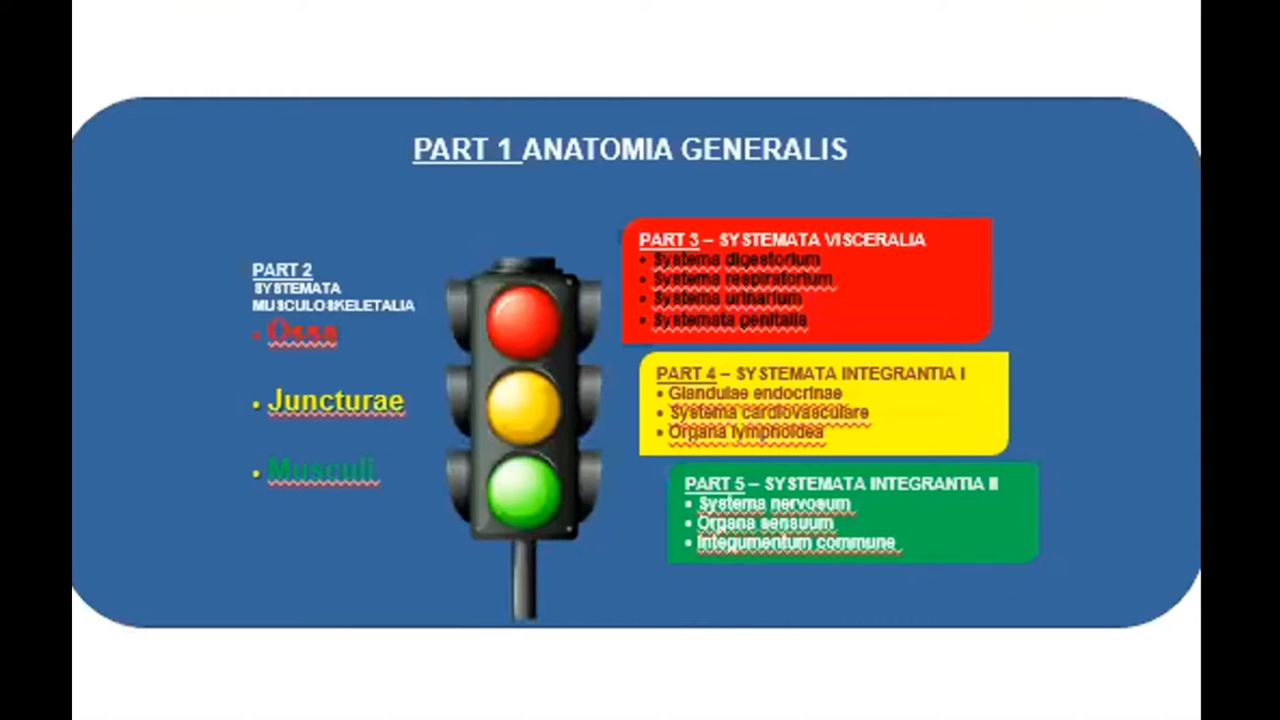 PART 1 ANATOMIA GENERALIS
PART 2
SYSTEMATA
MUSCULOSKELETALIA
• Ossa
• Juncturae
• Musculi
PART 3 – SYSTEMATA VISCERALIA
• Systema digestorium
• Systema respiratorium
• Systema urinarium
• Systemata genitalia
PART 4 – SYSTEMATA INTEGRANTIA I
• Glandulae endocrinae
• Systema cardiovasculare
• Organa lymphoidea
PART 5 – SYSTEMATA INTEGRANTIA II
• Systema nervosum
• Organa sensuum
• Integumentum commune